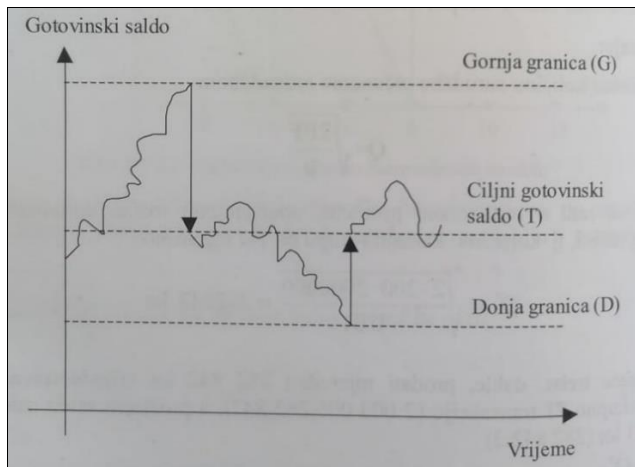 Gotovinski saldo
Gornja granica (G)
Ciljni gotovinski
saldo (T)
Donja granica (D)
Vrijeme